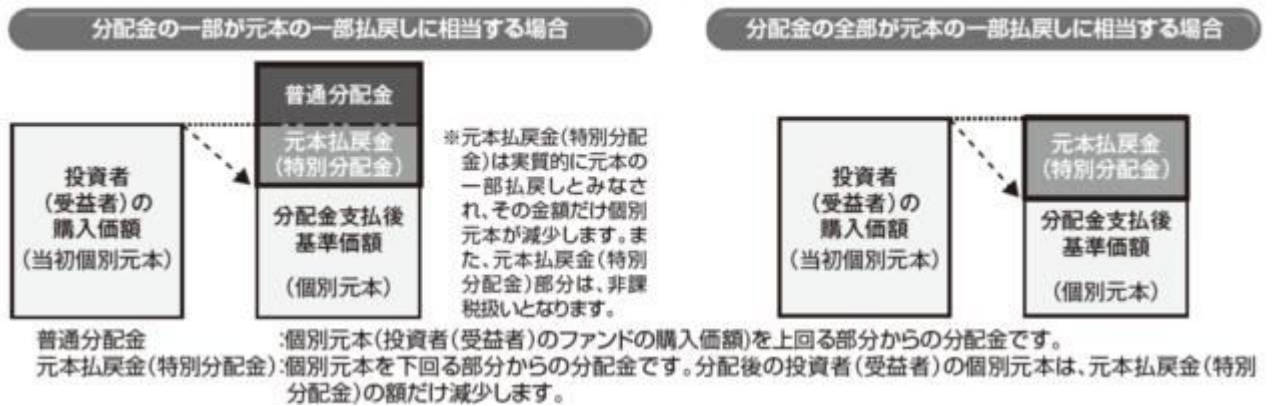 分配金の一部が元本の一部払戻しに相当する場合
普通分配金
元本払戻金
(特別分配金)
投資者
(受益者)の
購入価額
(当初個別元本)
分配金支払後
基準価額
(個別元本)
※元本払戻金(特別分配
金)は実質的に元本の
一部払戻しとみなさ
れ、その金額だけ個別
元本が減少します。ま
た、元本払戻金(特別
分配金)部分は、非課
税扱いとなります。
分配金の全部が元本の一部払戻しに相当する場合
元本払戻金
(特別分配金)
投資者
(受益者)の
購入価額
(当初個別元本)
分配金支払後
基準価額
(個別元本)
普通分配金 :個別元本(投資者(受益者)のファンドの購入価額)を上回る部分からの分配金です。
元本払戻金(特別分配金):個別元本を下回る部分からの分配金です。分配後の投資者(受益者)の個別元本は、元本払戻金(特別
分配金)の額だけ減少します。